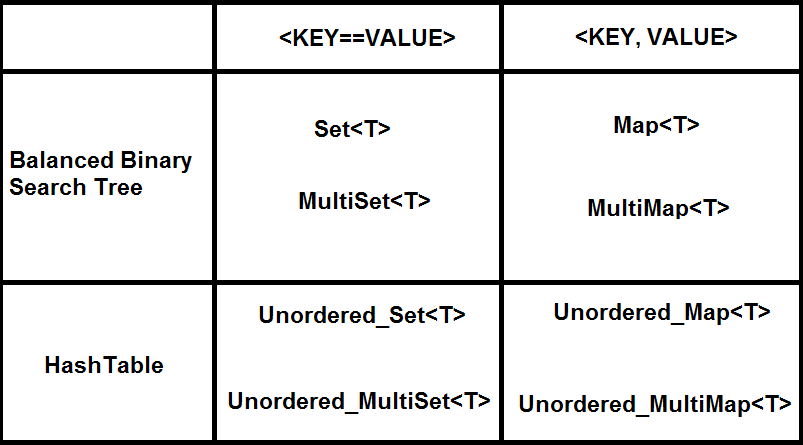 <KEY==VALUE>
<KEY, VALUE>
Balanced Binary
Search Tree
Set<T>
MultiSet<T>
Map<T>
MultiMap<T>
HashTable
Unordered_Set<T>
Unordered_MultiSet<T>
Unordered_Map<T>
Unordered_MultiMap<T>